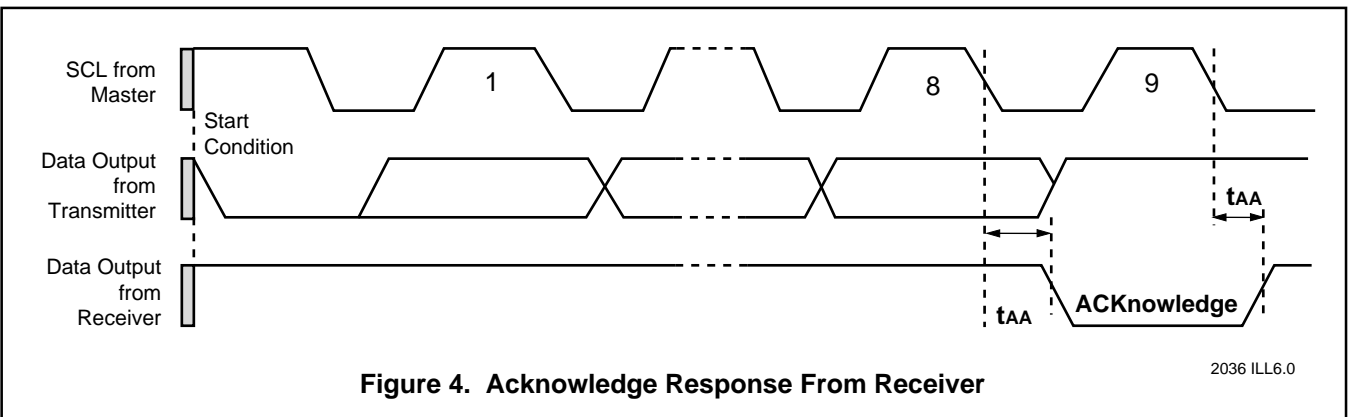 SCL from
Master
1
8
9
Start
Condition
Data Output
from
Transmitter
tAA
Data Output
from
Receiver
tAA
ACKnowledge
Figure 4. Acknowledge Response From Receiver
2036 ILL6.0